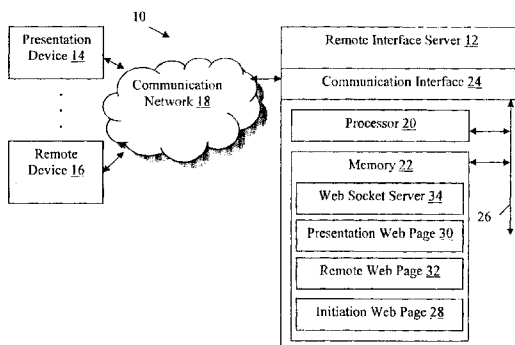 10
Presentation
Device 14
Remote
Device 16
Communication
Network 18
Remote Interface Server 12
Communication Interface 24
Processor 20
Memory 22
Web Socket Server 34
Presentation Web Page 30
Remote Web Page 32
Initiation Web Page 28
26